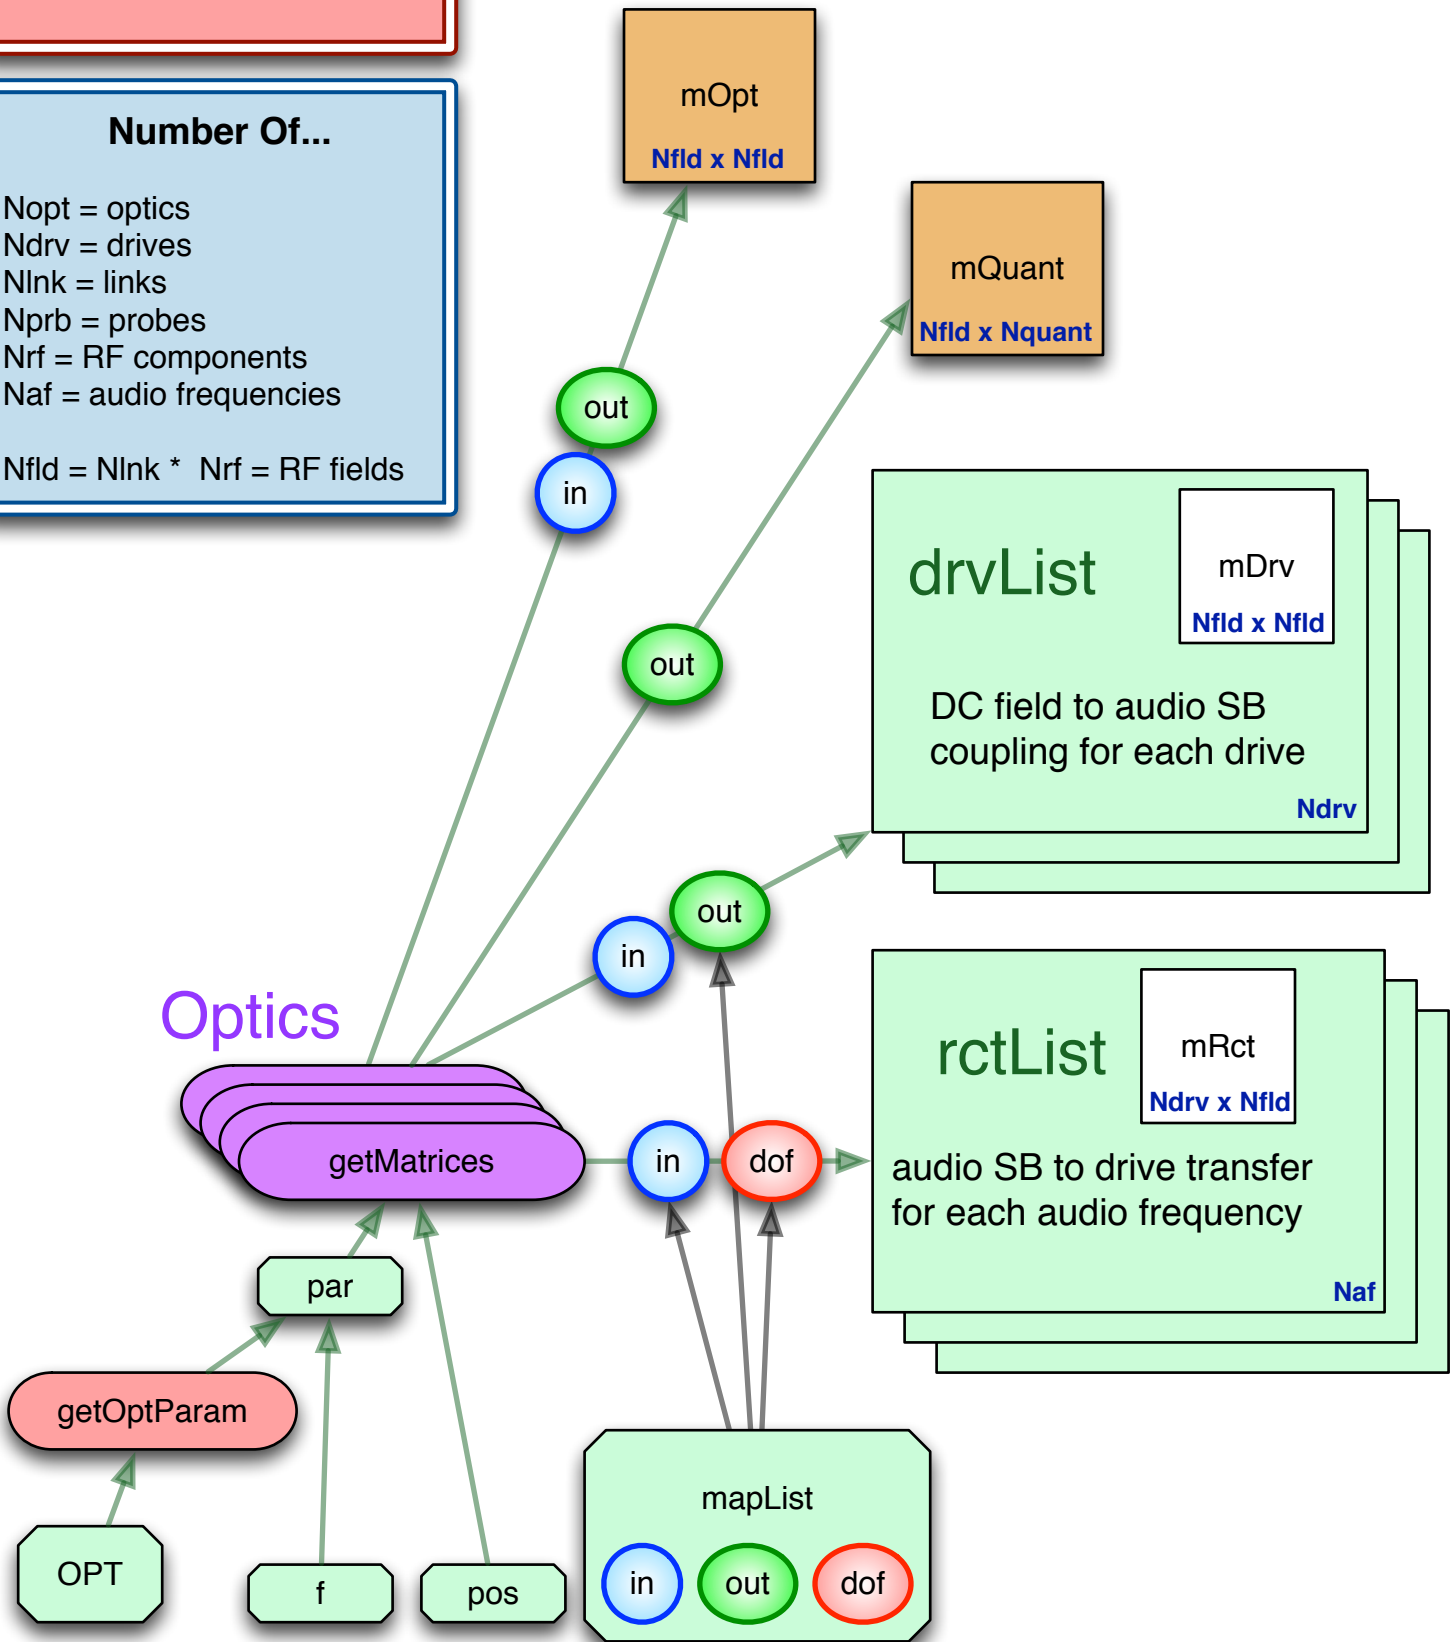 mOpt
Nfld x Nfld
Number Of...
Nopt = optics
Ndrv = drives
Nlnk = links
Nprb = probes
Nrf = RF components
Naf = audio frequencies
Nfld = Nlnk * Nrf = RF fields
mQuant
Nfld x Nquant
out
in
out
drvList
mDrv
Nfld x Nfld
DC field to audio SB
coupling for each drive
Ndrv
out
in
Optics
getMatrices
in
dof
rctList
mRct
Ndrv x Nfld
audio SB to drive transfer
for each audio frequency
Naf
par
getOptParam
OPT
f
pos
mapList
in
out
dof